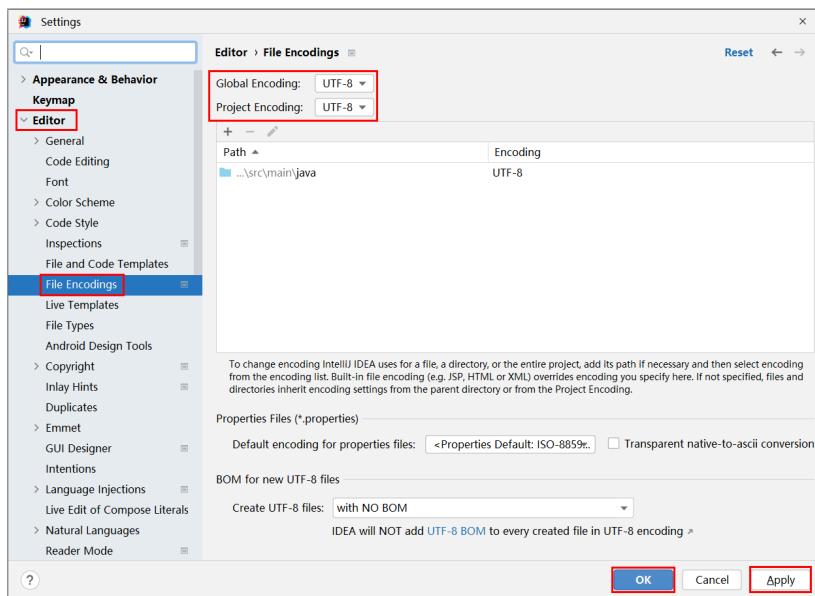 Settings
Editor › File Encodings
Reset
Appearance & Behavior
Keymap
Editor
General
Code Editing
Font
Color Scheme
Code Style
Inspections
File and Code Templates
File Encodings
Live Templates
File Types
Android Design Tools
Copyright
Inlay Hints
Duplicates
Emmet
GUI Designer
Intentions
Language Injections
Live Edit of Compose Literals
Natural Languages
Reader Mode
Global Encoding: UTF-8
Project Encoding: UTF-8
Path Encoding
...\src\main\java UTF-8
To change encoding IntelliJ IDEA uses for a file, a directory, or the entire project, add its path if necessary and then select encoding
from the encoding list. Built-in file encoding (e.g. JSP, HTML or XML) overrides encoding you specify here. If not specified, files and
directories inherit encoding settings from the parent directory or from the Project Encoding.
Properties Files (*.properties)
Default encoding for properties files: <Properties Default: ISO-8859-.. Transparent native-to-ascii conversion
BOM for new UTF-8 files
Create UTF-8 files: with NO BOM
IDEA will NOT add UTF-8 BOM to every created file in UTF-8 encoding ↗
? OK Cancel Apply